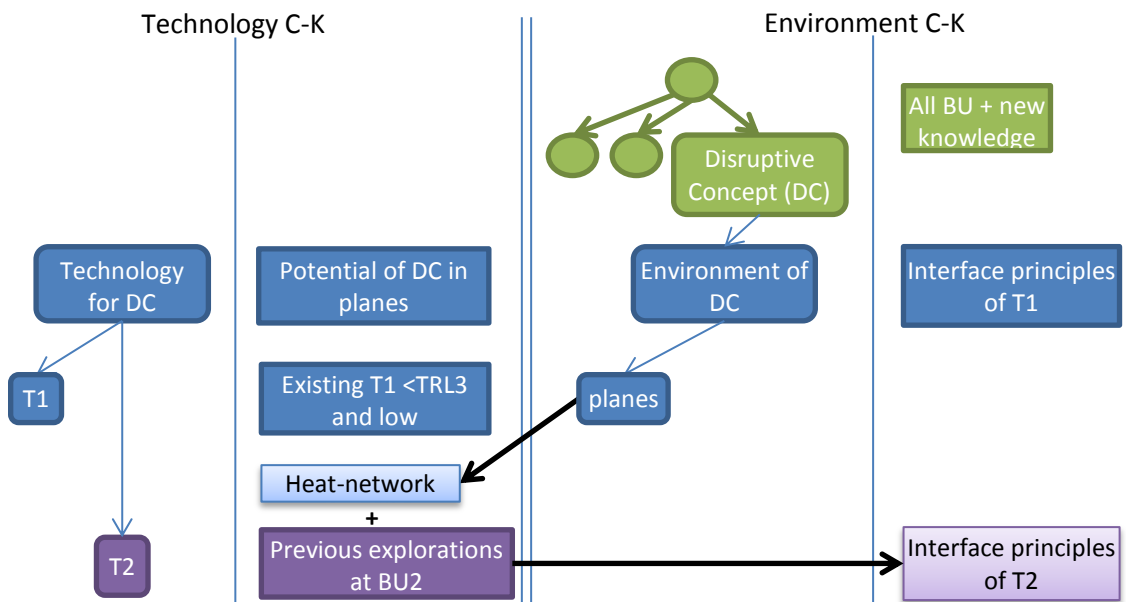 Technology C-K
Environment C-K
All BU + new
knowledge
Disruptive
Concept (DC)
Technology
for DC
Potential of DC in
planes
Environment of
DC
Interface principles
of T1
T1
Existing T1 <TRL3
and low
planes
Heat-network
+
T2
Previous explorations
at BU2
Interface principles
of T2